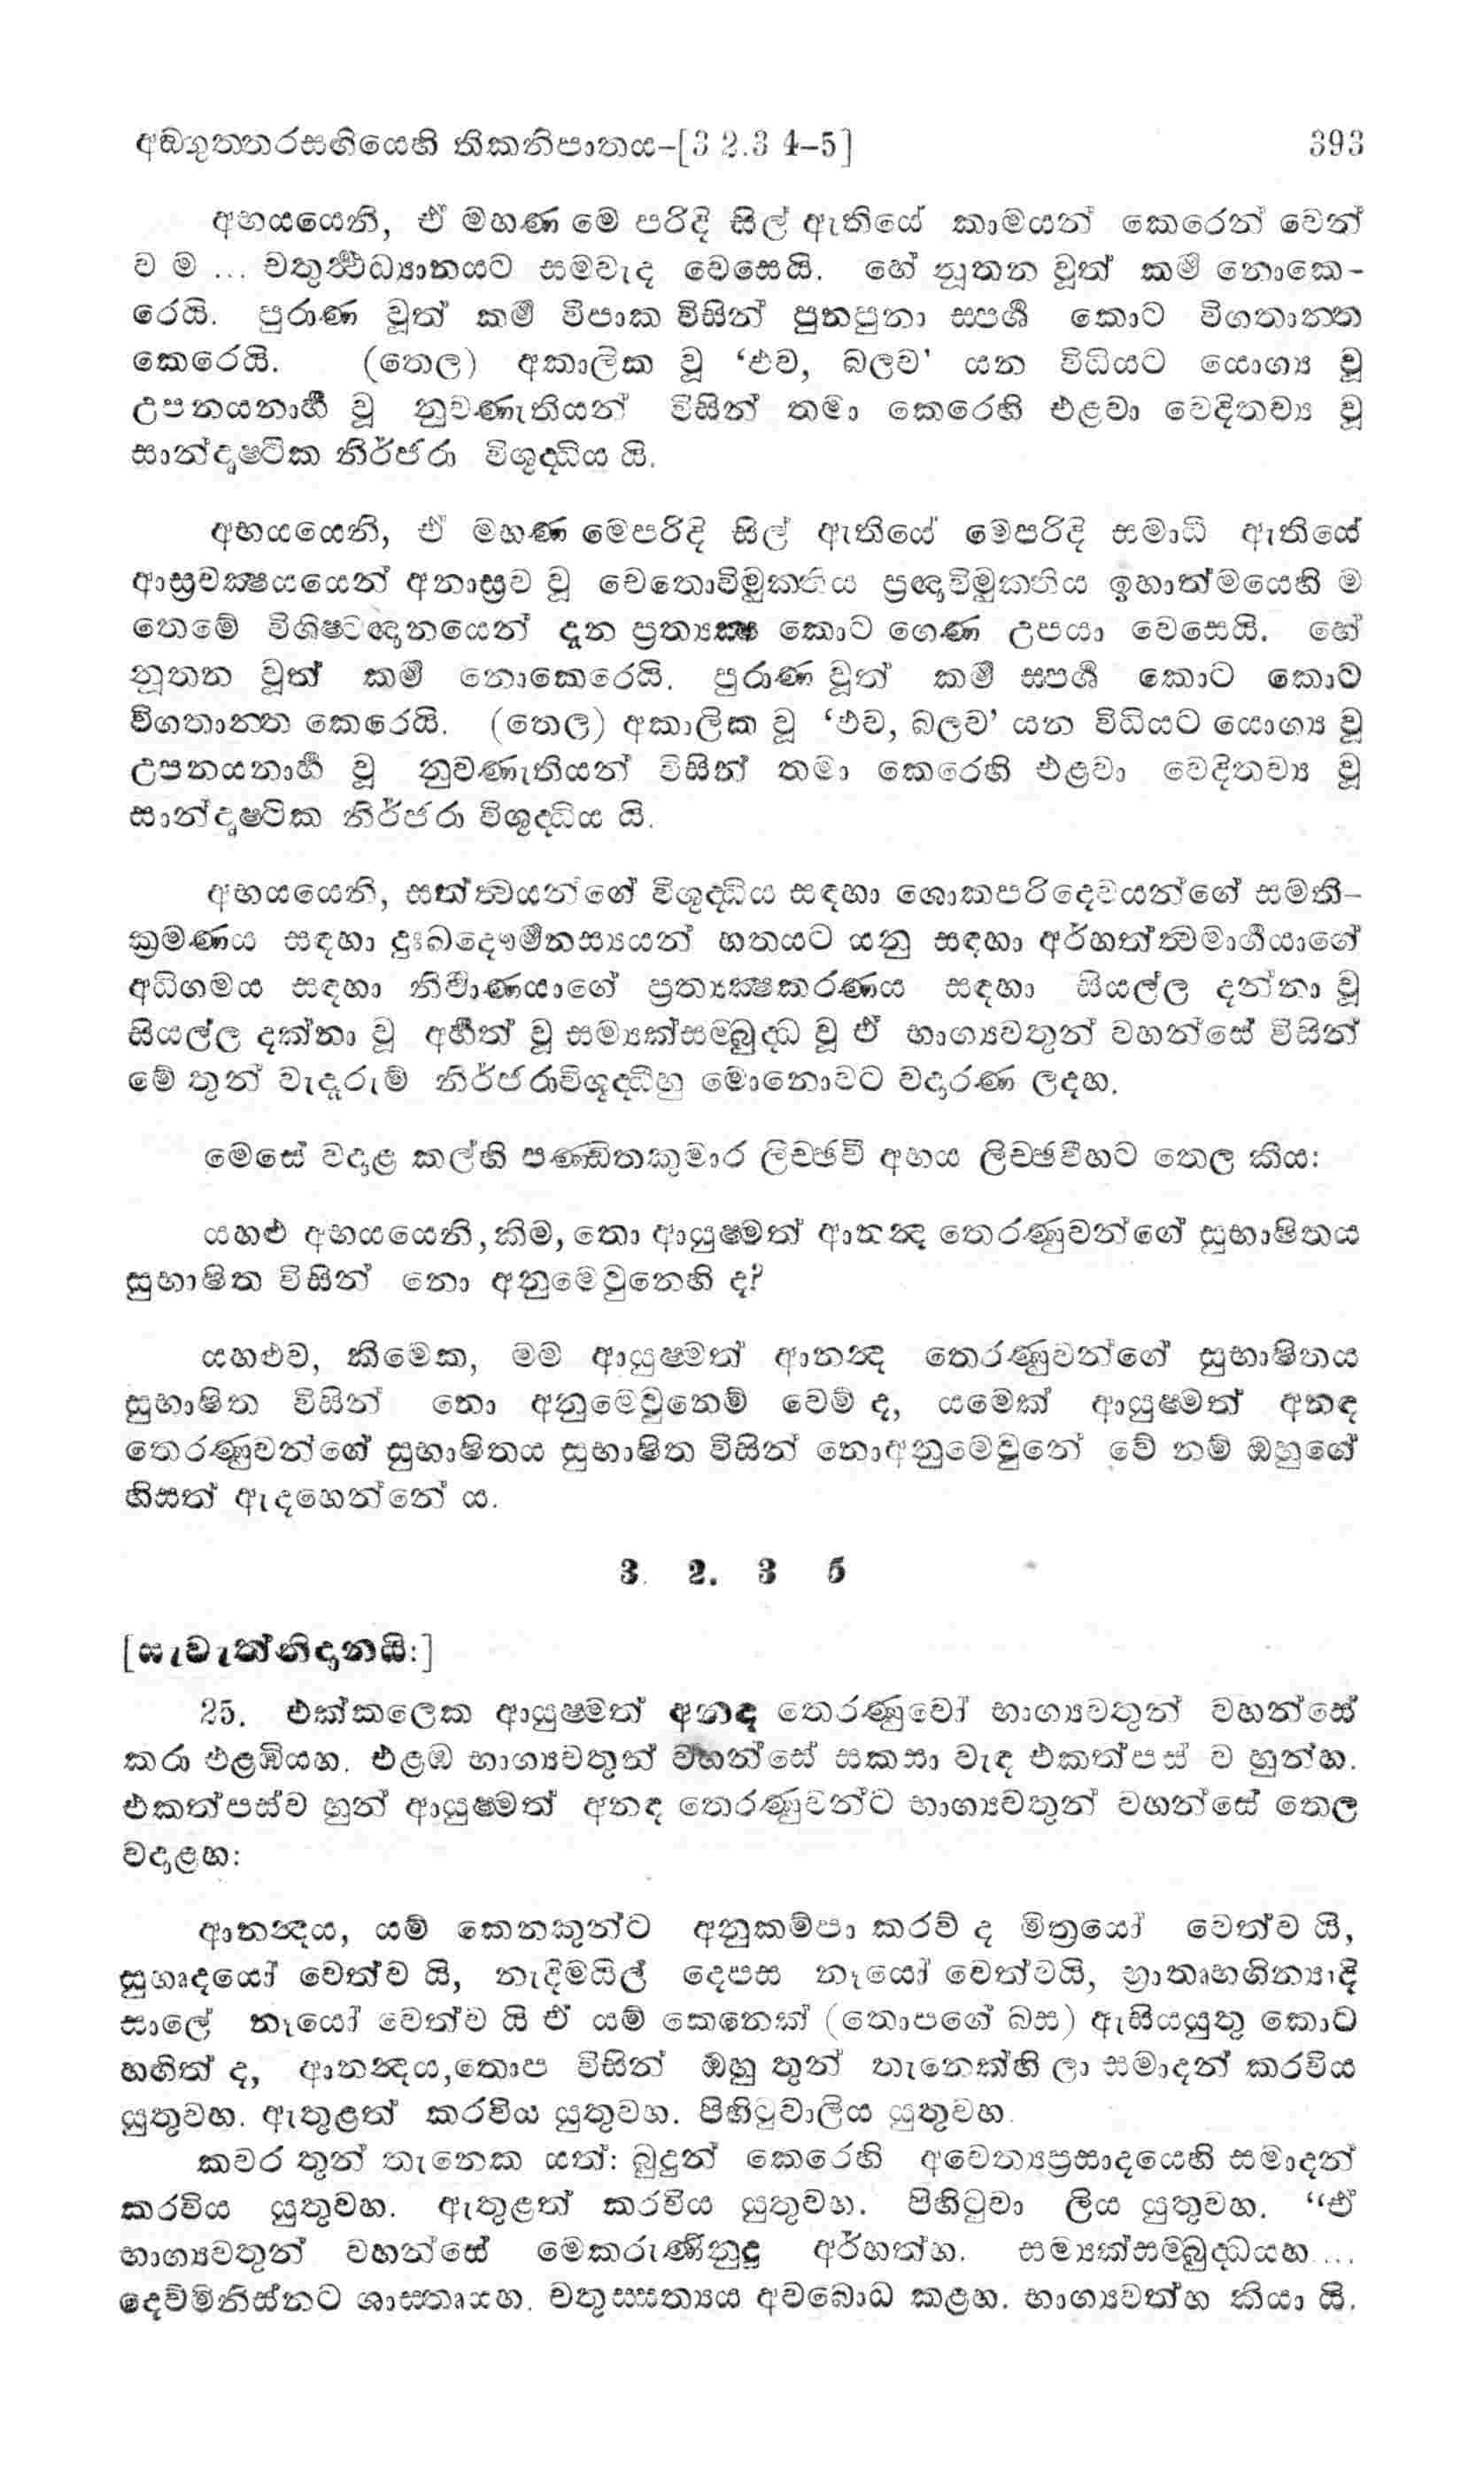 අඞගුත්තරසඟියෙහි තිකනිපාතය-[3 2.3 4-5] 393
අභයයෙනි, ඒ මහණ මෙ පරිදි සිල් ඇතියේ කාමයන් කෙරෙන් වෙන්
ව ම ... චතුර්ථධ්‍යානයට සමවැද වෙසෙයි. හේ නූතන වූත් කර්ම නොකෙ-
රෙයි. පුරාණ වූත් කර්ම විපාක විසින් පුනපුනා ස්පර්ශ කොට විගතාන්ත
කෙරෙයි. (තෙල) අකාලික වූ ‘එව, බලව’ යන විධියට යොග්‍ය වූ
උපනයනාර්හ වූ නුවණැතියන් විසින් තමා කෙරෙහි එළවා වෙදිතව්‍ය වූ
සාන්දෘෂ්ටික නිර්ජරා විශුද්ධිය යි.
අභයයෙනි, ඒ මහණ මෙපරිදි සිල් ඇතියේ මෙපරිදි සමාධි ඇතියේ
ආස්‍රවක්‍ෂයයෙන් අනාස්‍රව වූ චෙතොවිමුක්තිය ප්‍රඥාවිමුක්තිය ඉහාත්මයෙහි ම
තෙමේ විශිෂ්ටඥානයෙන් දැන ප්‍රත්‍යක්‍ෂ කොට ගෙණ උපයා වෙසෙයි. හේ
නූතන වූත් කර්ම නොකෙරෙයි. පුරාණ වූත් කර්ම ස්පර්ශ කොට කොට
විගතාන්ත කෙරෙයි. (තෙල) අකාලික වූ ‘එව, බලව’ යන විධියට යොග්‍ය වූ
උපනයනාර්හ වූ නුවණැතියන් විසින් තමා කෙරෙහි එළවා වෙදිතව්‍ය වූ
සාන්දෘෂ්ටික නිර්ජරා විශුද්ධිය යි.
අභයයෙනි, සත්ත්‍වයන්ගේ විශුද්ධිය සඳහා ශොකපරිදෙවයන්ගේ සමති-
ක්‍රමණය සඳහා දුඃඛදෞර්මනස්‍යයන් හතයට යනු සඳහා අර්හත්ත්‍වමාර්ගයාගේ
අධිගමය සඳහා නිර්වාණයාගේ ප්‍රත්‍යක්‍ෂකරණය සඳහා සියල්ල දන්නා වූ
සියල්ල දක්නා වූ අර්හත් වූ සම්‍යක්සම්බුද්ධ වූ ඒ භාග්‍යවතුන් වහන්සේ විසින්
මේ තුන් වැදෑරුම් නිර්ජරාවිශුද්ධිහු මොනොවට වදාරණ ලදහ.
මෙසේ වදාළ කල්හි පණ්ඩිතකුමාර ලිච්ඡවි අභය ලිච්ඡවිහට තෙල කීය:
යහළු අභයයෙනි, කිම, තො ආයුෂ්මත් ආනන්‍ද තෙරණුවන්ගේ සුභාෂිතය
සුභාෂිත විසින් නො අනුමෙවුනෙහි ද?
යහළුව, කිමෙක, මම ආයුෂ්මත් ආනන්‍ද තෙරණුවන්ගේ සුභාෂිතය
සුභාෂිත විසින් නො අනුමෙවුනෙම් වෙම් ද, යමෙක් ආයුෂ්මත් අනඳ
තෙරණුවන්ගේ සුභාෂිතය සුභාෂිත විසින් නොඅනුමෙවුනේ වේ නම් ඔහුගේ
හිසත් ඇදහෙන්නේ ය.
3. 2. 3 5
[සැවැත්නිදානයි:]
25. එක්කලෙක ආයුෂ්මත් අනඳ තෙරණුවෝ භාග්‍යවතුන් වහන්සේ
කරා එළඹියහ. එළඹ භාග්‍යවතුන් වහන්සේ සකසා වැඳ එකත්පස් ව හුන්හ.
එකත්පස්ව හුන් ආයුෂ්මත් අනඳ තෙරණුවන්ට භාග්‍යවතුන් වහන්සේ තෙල
වදාළහ:
ආනන්‍දය, යම් කෙනකුන්ට අනුකම්පා කරව් ද මිත්‍රයෝ වෙත්ව යි,
සුහෘදයෝ වෙත්ව යි, නැදිමයිල් දෙපස නෑයෝ වෙත්වයි, භ්‍රාතෘභගින්‍යාදි
සාලේ නෑයෝ වෙත්ව යි ඒ යම් කෙනෙක් (තොපගේ බස) ඇසියයුතු කොට
හඟිත් ද, ආනන්‍දය, තොප විසින් ඔහු තුන් තැනෙක්හි ලා සමාදන් කරවිය
යුතුවහ. ඇතුළත් කරවිය යුතුවහ. පිහිටුවාලිය යුතුවහ.
කවර තුන් තැනෙක යත්: බුදුන් කෙරෙහි අවෙත්‍යප්‍රසාදයෙහි සමාදන්
කරවිය යුතුවහ. ඇතුළත් කරවිය යුතුවහ. පිහිටුවා ලිය යුතුවහ. “ඒ
භාග්‍යවතුන් වහන්සේ මෙකරුණිනුදු අර්හත්හ. සම්‍යක්සම්බුද්ධයහ ....
දෙව්මිනිස්නට ශාස්තෘයහ. චතුස්සත්‍යය අවබොධ කළහ. භාග්‍යවත්හ කියා යි.